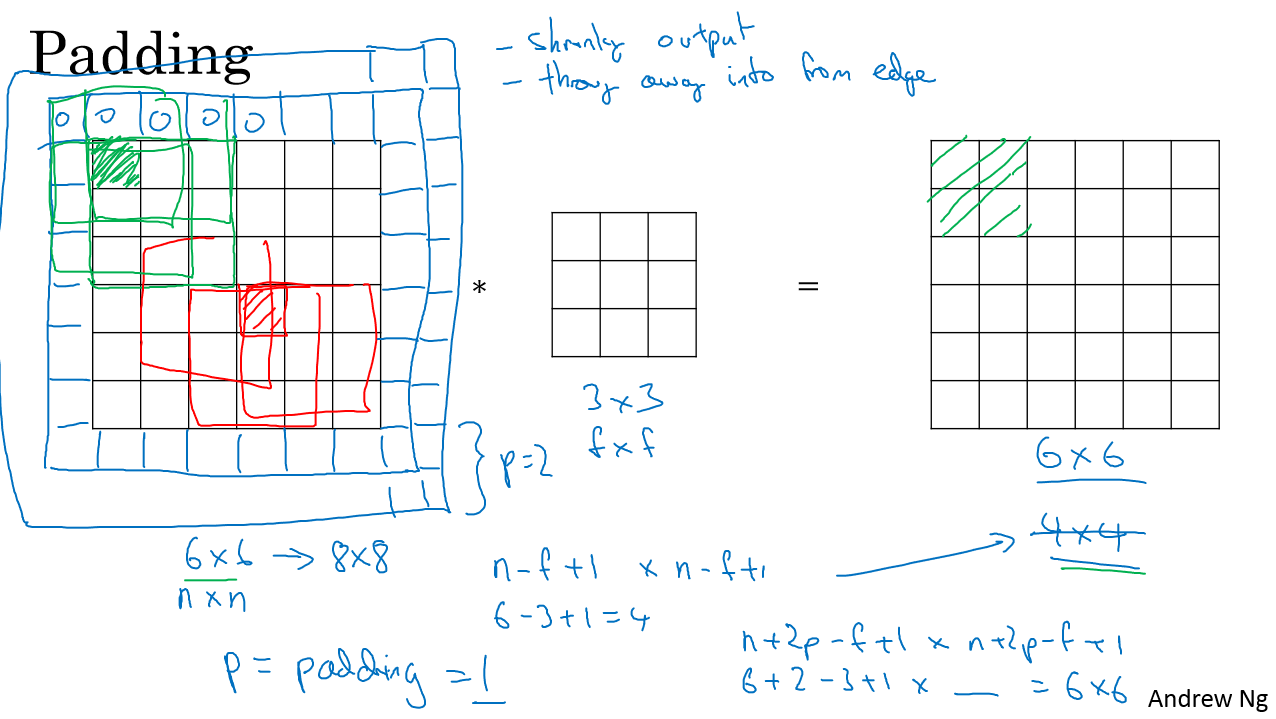 Padding
- shrinky output
- throw away info from edge
0 0 0 0 0
* =
3 × 3
f × f
p = 2
6 × 6
4 × 4
6 × 6 → 8 × 8
n × n
n - f + 1 × n - f + 1
6 - 3 + 1 = 4
p = padding = 1
n + 2p - f + 1 × n + 2p - f + 1
6 + 2 - 3 + 1 × __ = 6 × 6
Andrew Ng